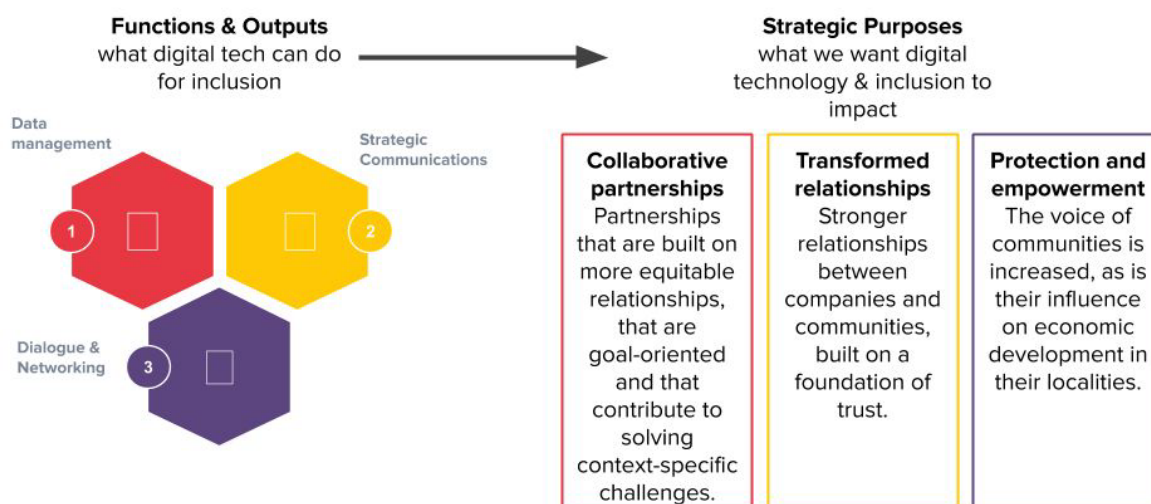 Functions & Outputs
what digital tech can do
for inclusion
Strategic Purposes
what we want digital
technology & inclusion to
impact
Data
management
Strategic
Communications
1
2
Dialogue &
Networking
3
Collaborative
partnerships
Partnerships
that are built on
more equitable
relationships,
that are
goal-oriented
and that
contribute to
solving
context-specific
challenges.
Transformed
relationships
Stronger
relationships
between
companies and
communities,
built on a
foundation of
trust.
Protection and
empowerment
The voice of
communities is
increased, as is
their influence
on economic
development in
their localities.